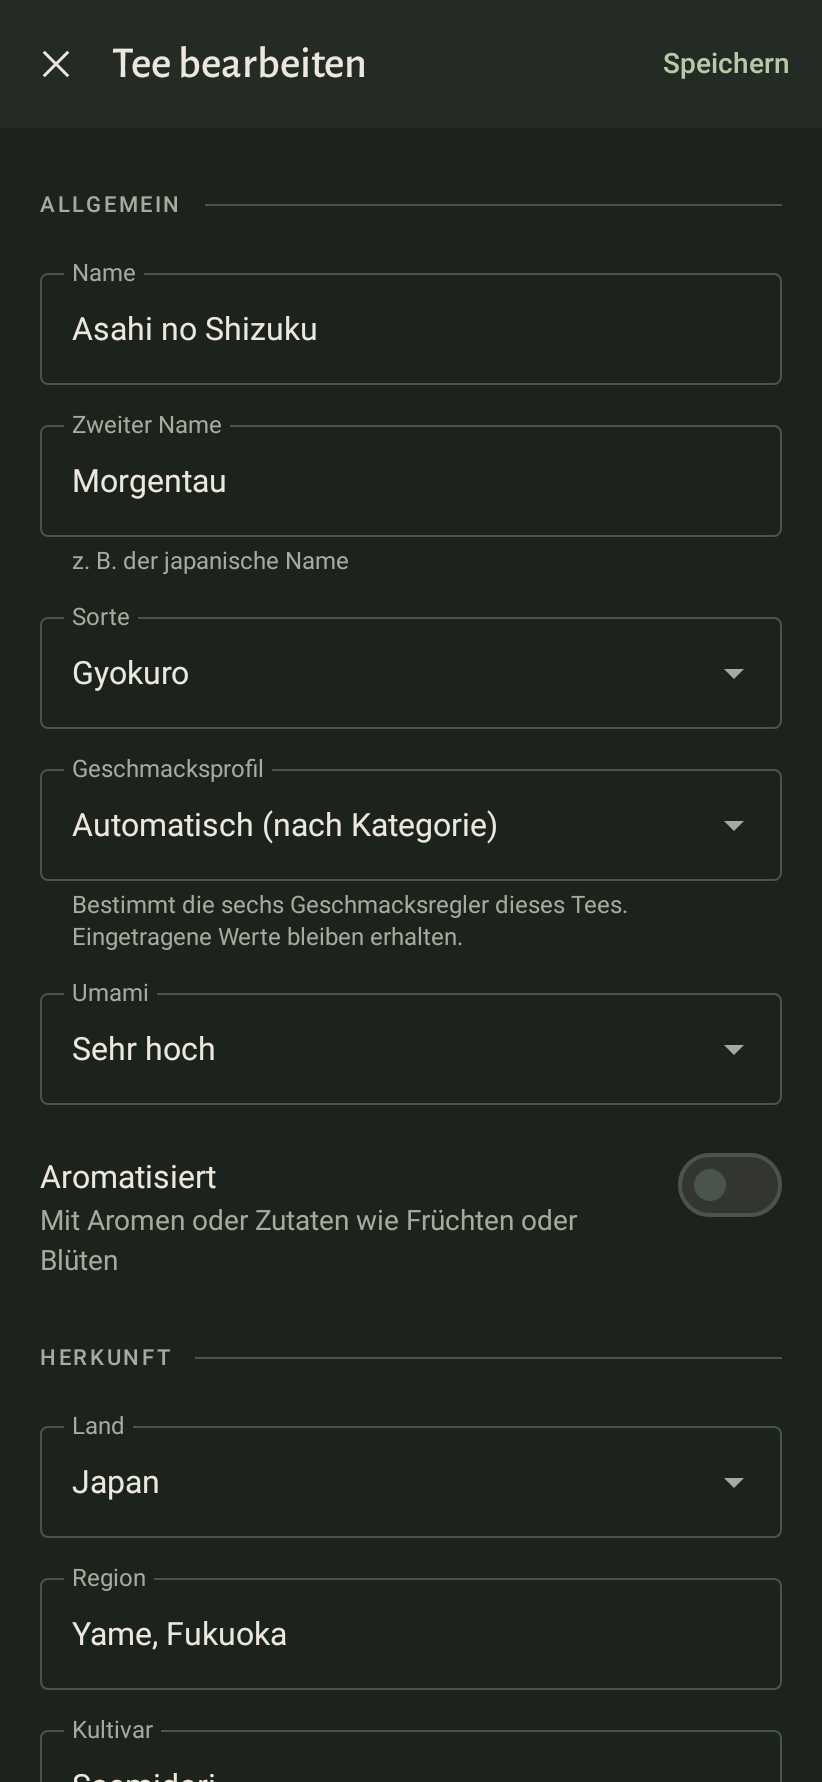 Tee bearbeiten
Speichern
ALLGEMEIN
Name
Asahi no Shizuku
Zweiter Name
Morgentau
z. B. der japanische Name
Sorte
Gyokuro
Geschmacksprofil
Automatisch (nach Kategorie)
Bestimmt die sechs Geschmacksregler dieses Tees.
Eingetragene Werte bleiben erhalten.
Umami
Sehr hoch
Aromatisiert
Mit Aromen oder Zutaten wie Früchten oder
Blüten
HERKUNFT
Land
Japan
Region
Yame, Fukuoka
Kultivar